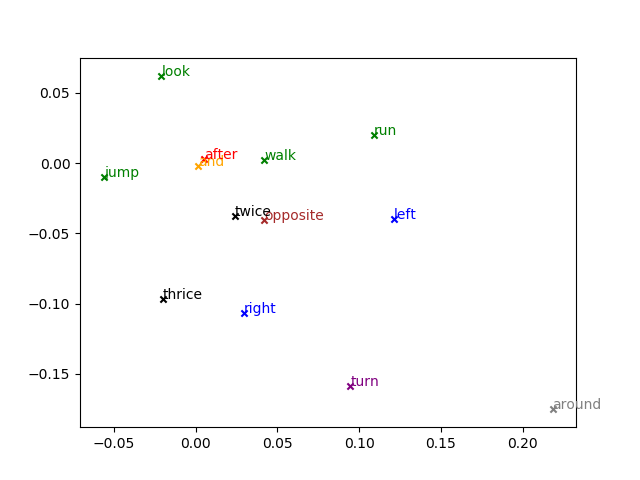 look
0.05
run
after
and
walk
0.00
jump
twice
opposite
left
−0.05
thrice
right
−0.10
turn
−0.15
around
−0.05
0.00
0.05
0.10
0.15
0.20